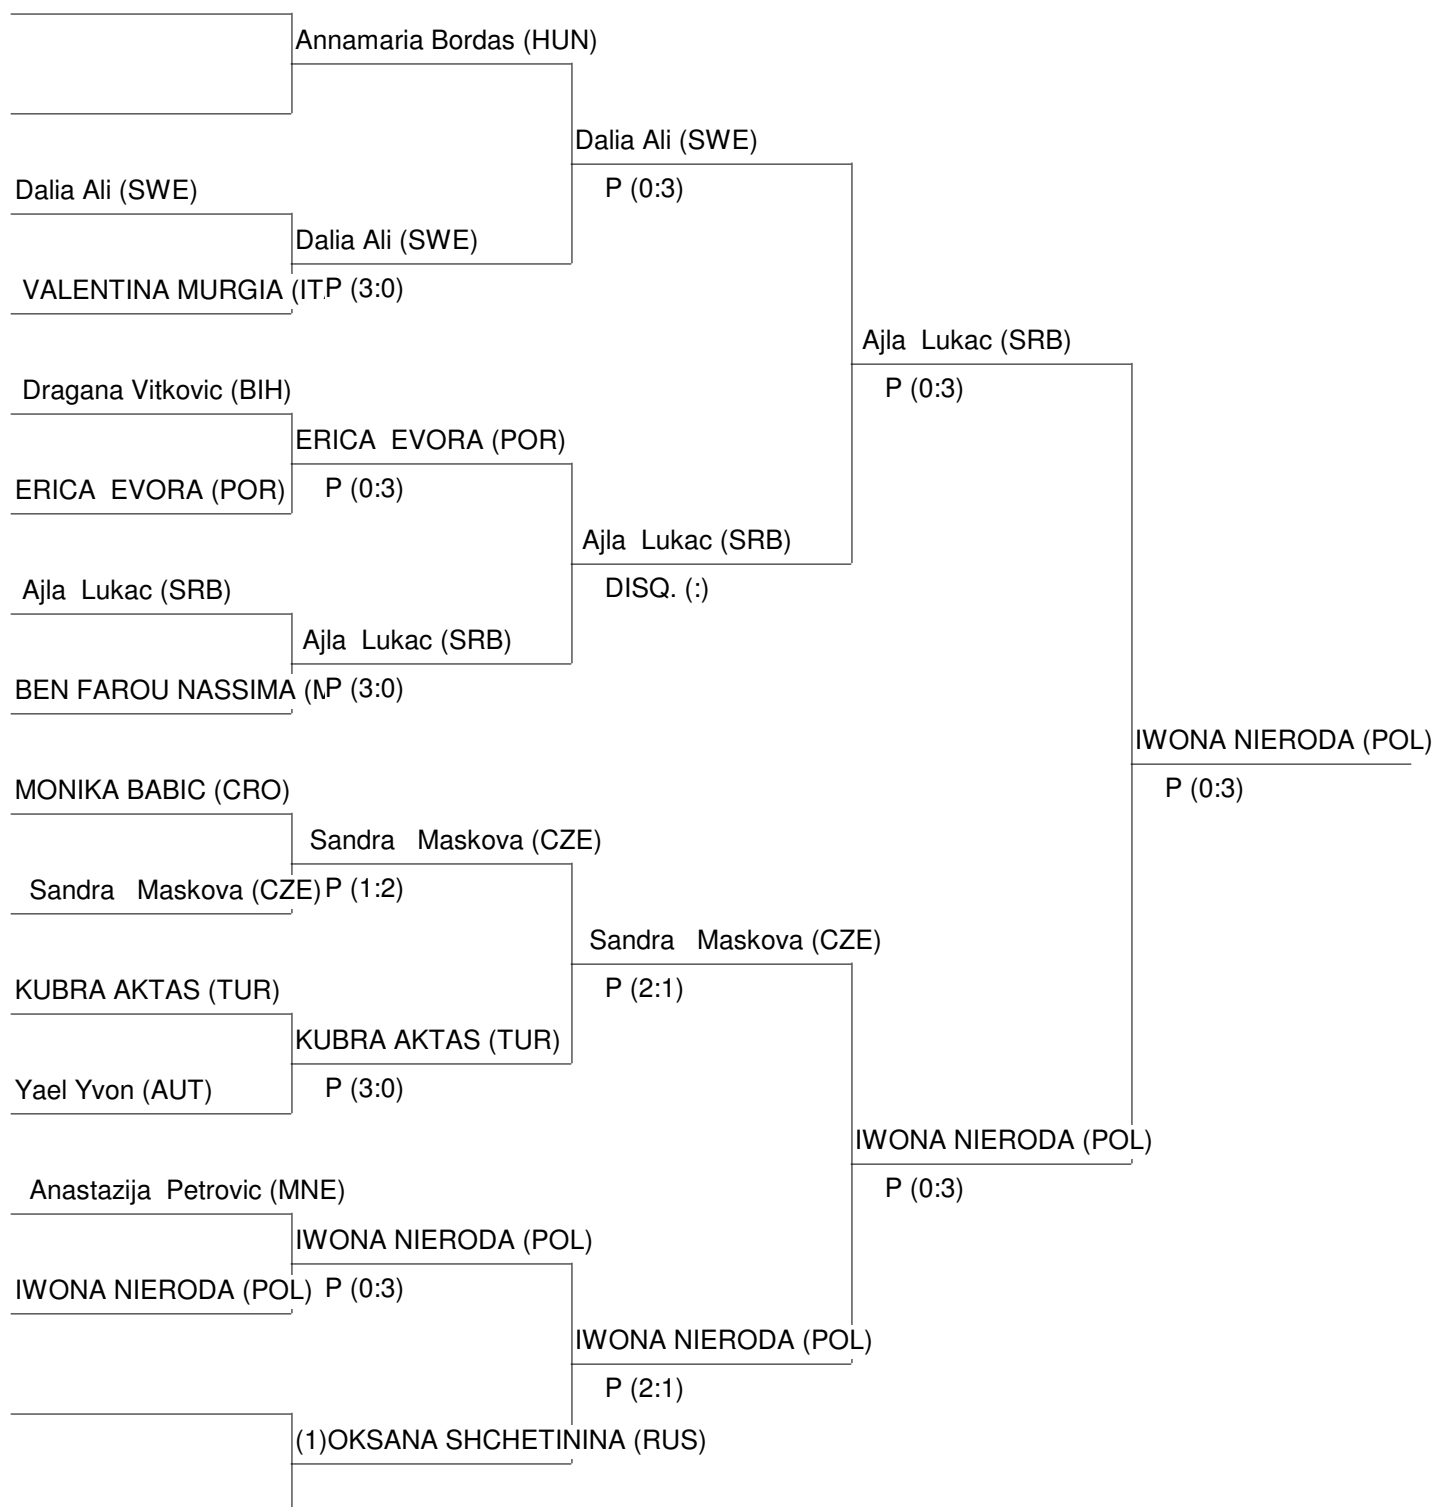 Annamaria Bordas (HUN)
Dalia Ali (SWE)
P (0:3)
Dalia Ali (SWE)
Dalia Ali (SWE)
VALENTINA MURGIA (IT
P (3:0)
Ajla Lukac (SRB)
P (0:3)
Dragana Vitkovic (BIH)
ERICA EVORA (POR)
ERICA EVORA (POR)
P (0:3)
Ajla Lukac (SRB)
DISQ. (:)
Ajla Lukac (SRB)
Ajla Lukac (SRB)
BEN FAROU NASSIMA (M
P (3:0)
IWONA NIERODA (POL)
P (0:3)
MONIKA BABIC (CRO)
Sandra Maskova (CZE)
Sandra Maskova (CZE)
P (1:2)
Sandra Maskova (CZE)
P (2:1)
KUBRA AKTAS (TUR)
KUBRA AKTAS (TUR)
Yael Yvon (AUT)
P (3:0)
IWONA NIERODA (POL)
P (0:3)
Anastazija Petrovic (MNE)
IWONA NIERODA (POL)
IWONA NIERODA (POL)
P (0:3)
IWONA NIERODA (POL)
P (2:1)
(1)OKSANA SHCHETININA (RUS)